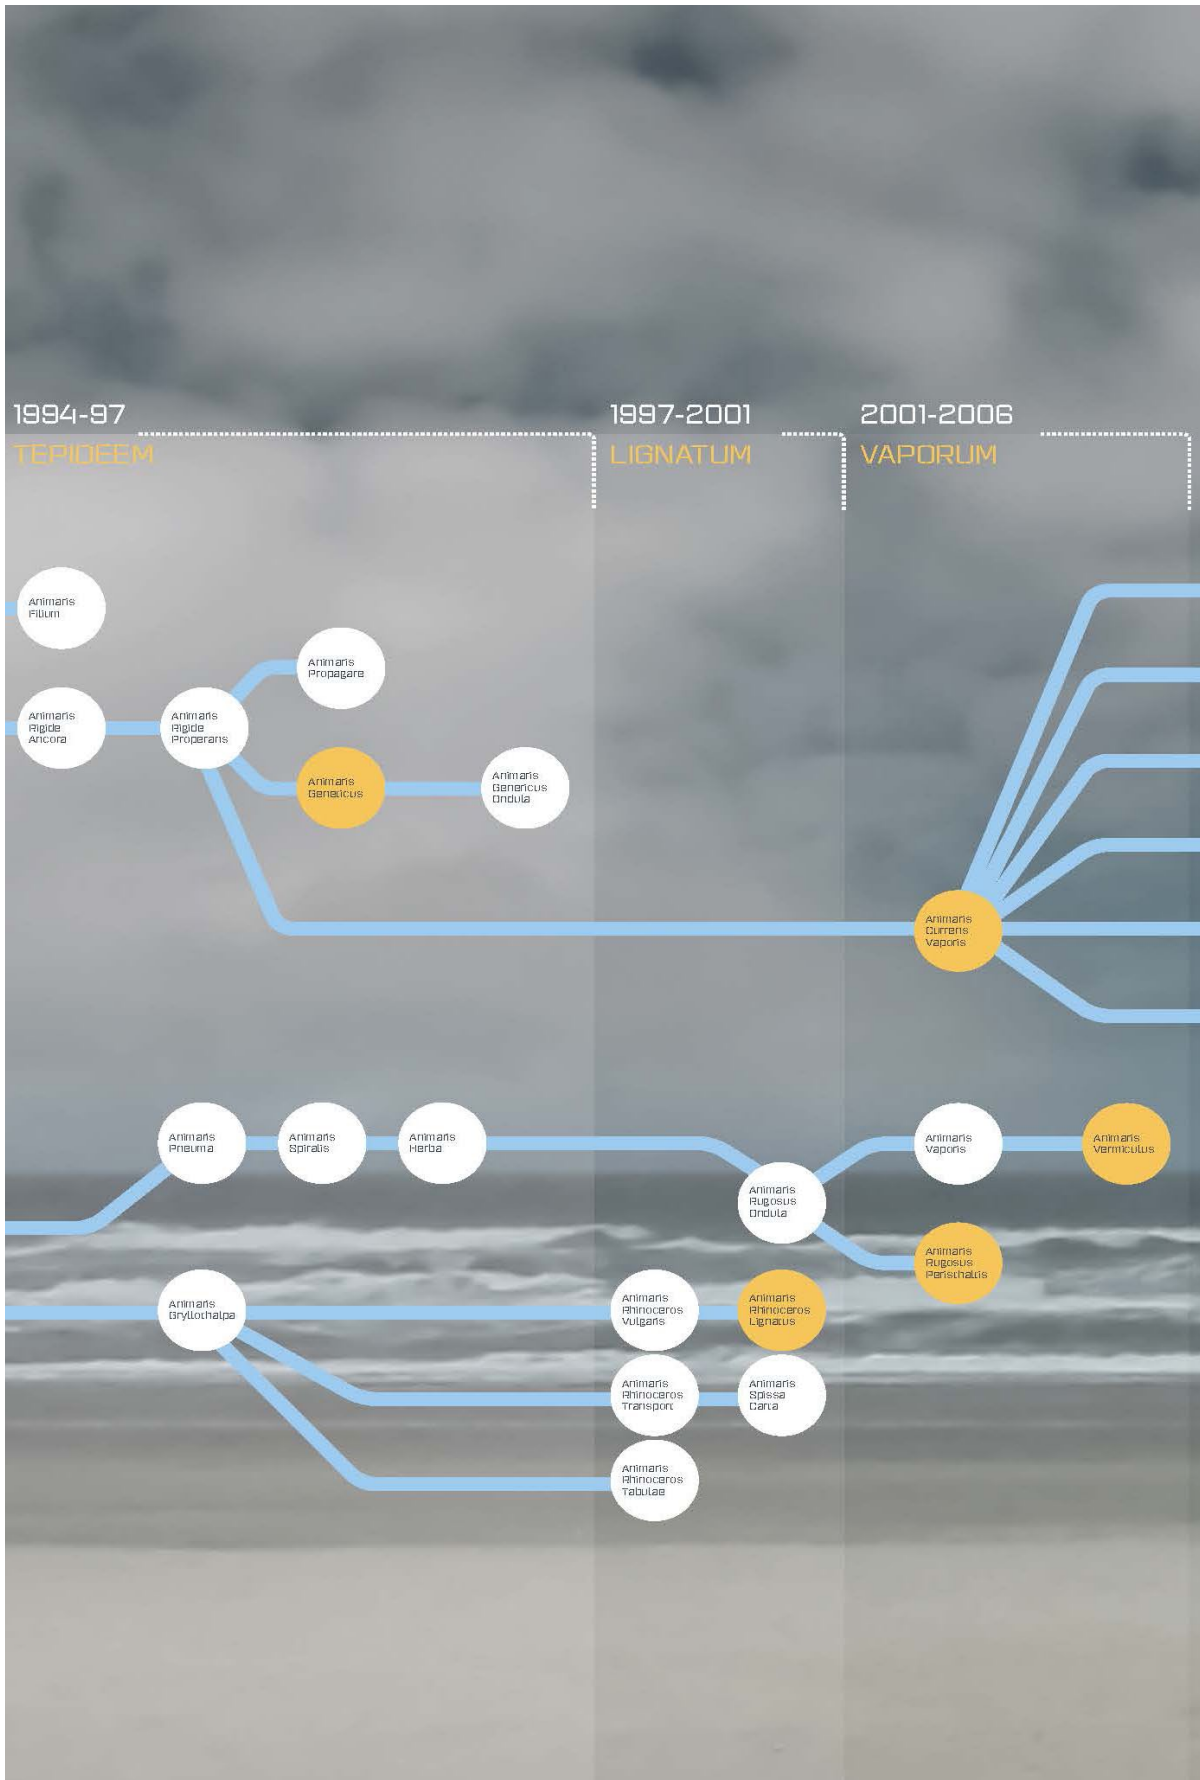 1994-97
TEPIDEEM
1997-2001
LIGNATUM
2001-2006
VAPORUM
Animaris
Filium
Animaris
Propagare
Animaris
Rigide
Ancora
Animaris
Rigide
Properans
Animaris
Geneticus
Animaris
Geneticus
Ondula
Animaris
Currens
Vaporis
Animaris
Pneuma
Animaris
Spiralis
Animaris
Herba
Animaris
Rugosus
Ondula
Animaris
Vaporis
Animaris
Vermiculus
Animaris
Rugosus
Peristhaltis
Animaris
Gryllothalpa
Animaris
Rhinoceros
Vulgaris
Animaris
Rhinoceros
Lignatus
Animaris
Rhinoceros
Transport
Animaris
Spissa
Carta
Animaris
Rhinoceros
Tabulae